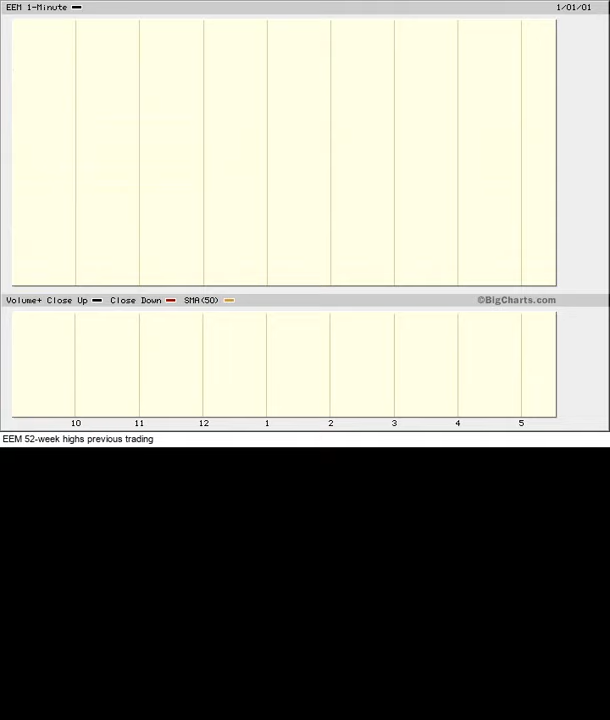 EEM 1-Minute 1/01/01
Volume+ Close Up Close Down SMA(50) ©BigCharts.com
10 11 12 1 2 3 4 5
EEM 52-week highs previous trading